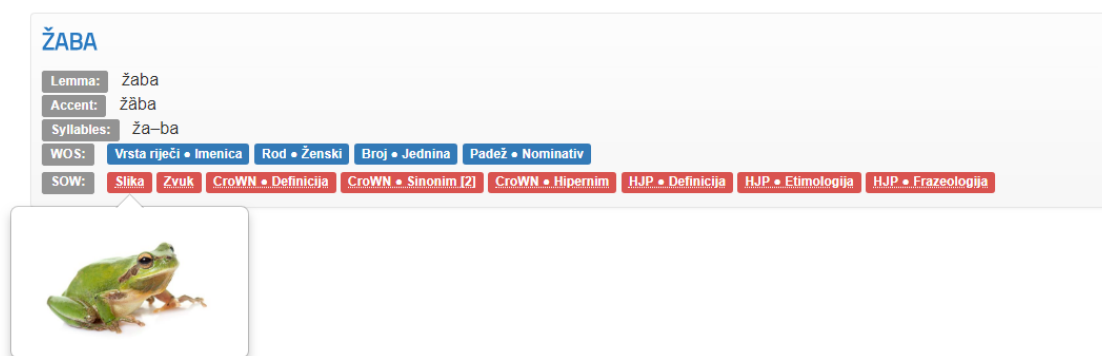 ŽABA
Lemma: žaba
Accent: žȁba
Syllables: ža–ba
WOS: Vrsta riječi • Imenica Rod • Ženski Broj • Jednina Padež • Nominativ
SOW: Slika Zvuk CroWN • Definicija CroWN • Sinonim [2] CroWN • Hipernim HJP • Definicija HJP • Etimologija HJP • Frazeologija